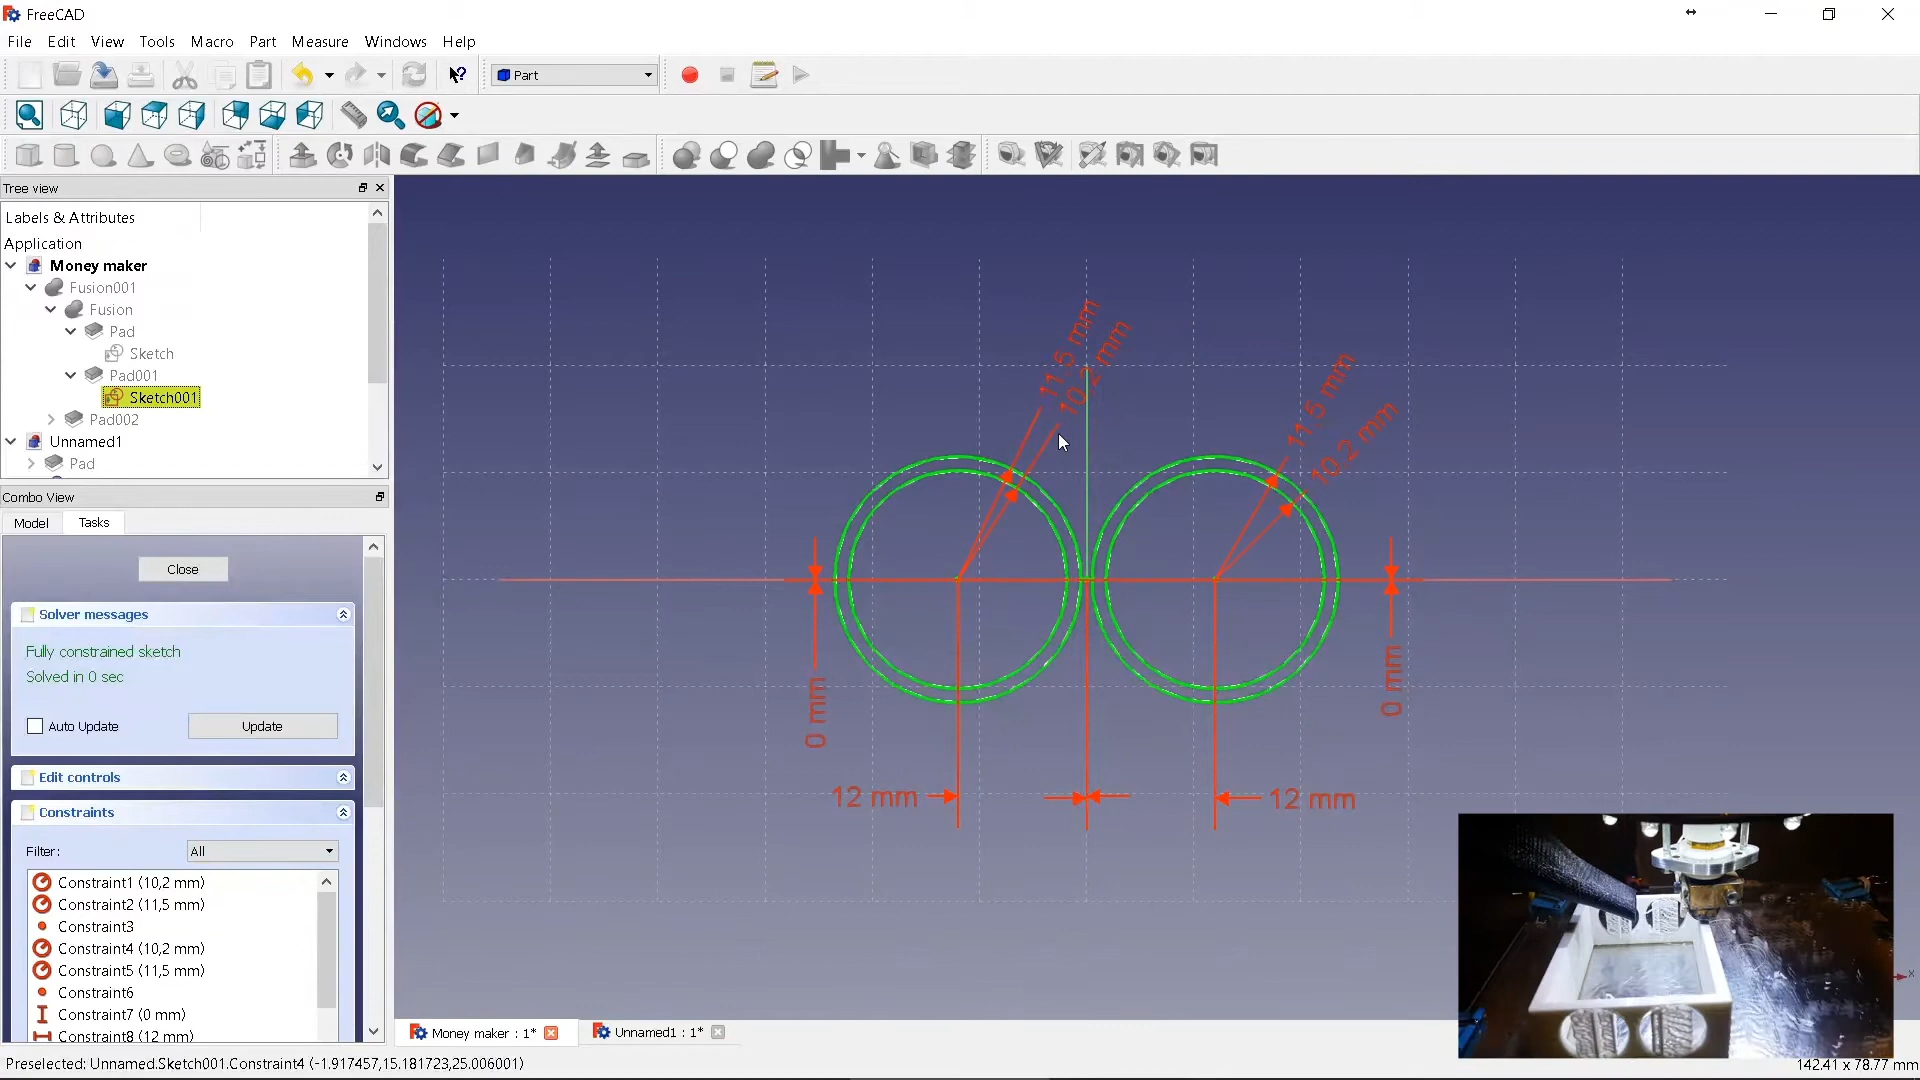 FreeCAD
File Edit View Tools Macro Part Measure Windows Help
Part
Tree view
Labels & Attributes
Application
Money maker
Fusion001
Fusion
Pad
Sketch
Pad001
Sketch001
Pad002
Unnamed1
Pad
Combo View
Model Tasks
Close
Solver messages
Fully constrained sketch
Solved in 0 sec
Auto Update Update
Edit controls
Constraints
Filter: All
Constraint1 (10,2 mm)
Constraint2 (11,5 mm)
Constraint3
Constraint4 (10,2 mm)
Constraint5 (11,5 mm)
Constraint6
Constraint7 (0 mm)
Constraint8 (12 mm)
11.5 mm
10.2 mm
11.5 mm
10.2 mm
0 mm
0 mm
12 mm
12 mm
x
Money maker : 1*
Unnamed1 : 1*
Preselected: Unnamed.Sketch001.Constraint4 (-1.917457,15.181723,25.006001)
142.41 x 78.77 mm